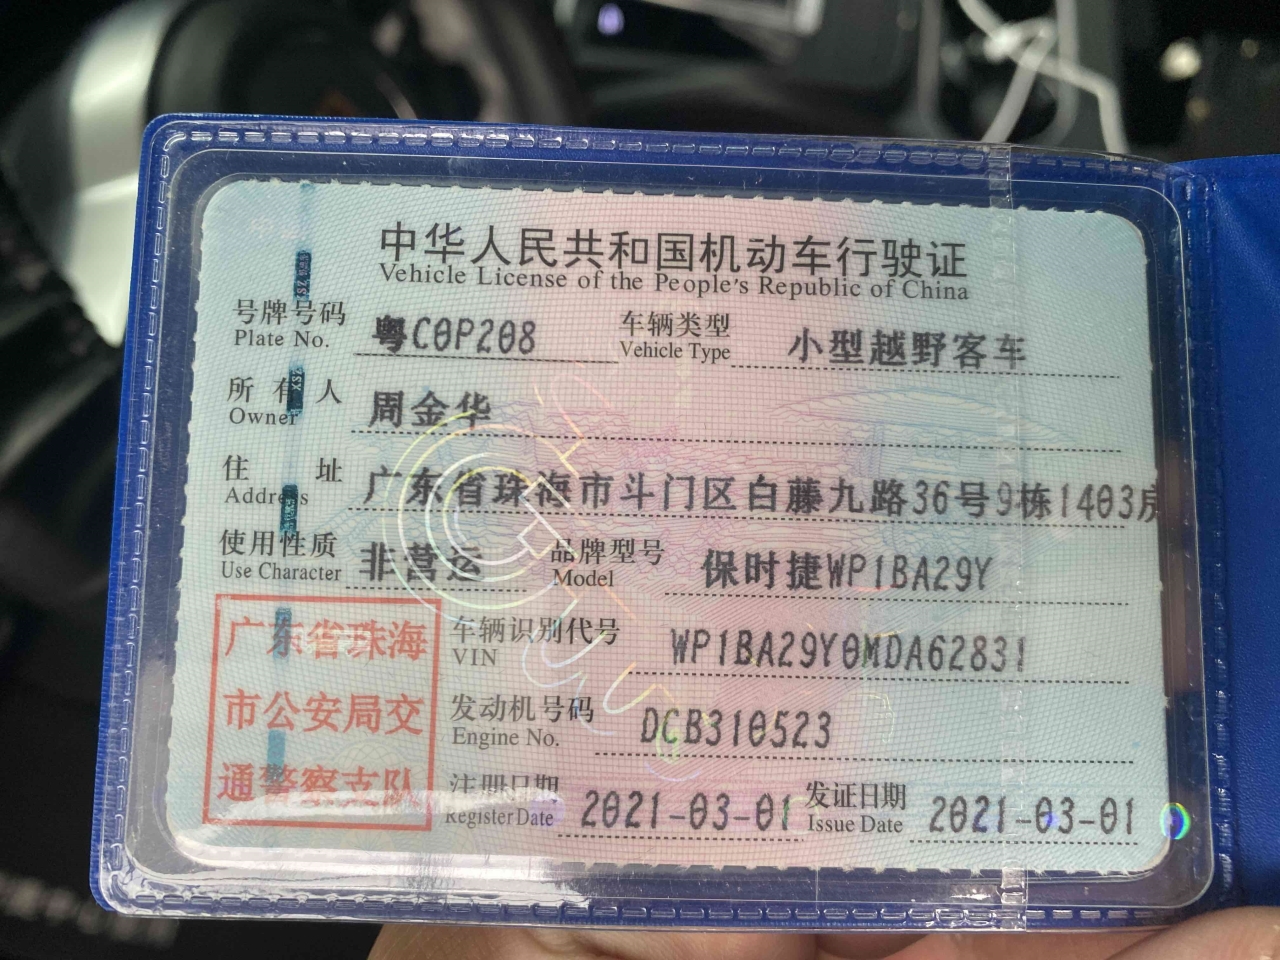 中华人民共和国机动车行驶证
Vehicle License of the People's Republic of China
号牌号码 粤C0P208 车辆类型 小型越野客车
Plate No. Vehicle Type
所有人 周金华
Owner
住址 广东省珠海市斗门区白藤九路36号9栋1403房
Address
使用性质 非营运 品牌型号 保时捷WP1BA29Y
Use Character Model
广东省珠海
市公安局交
通警察支队
车辆识别代号 WP1BA29Y0MDA62831
VIN
发动机号码 DCB310523
Engine No.
注册日期 2021-03-01 发证日期 2021-03-01
Register Date Issue Date